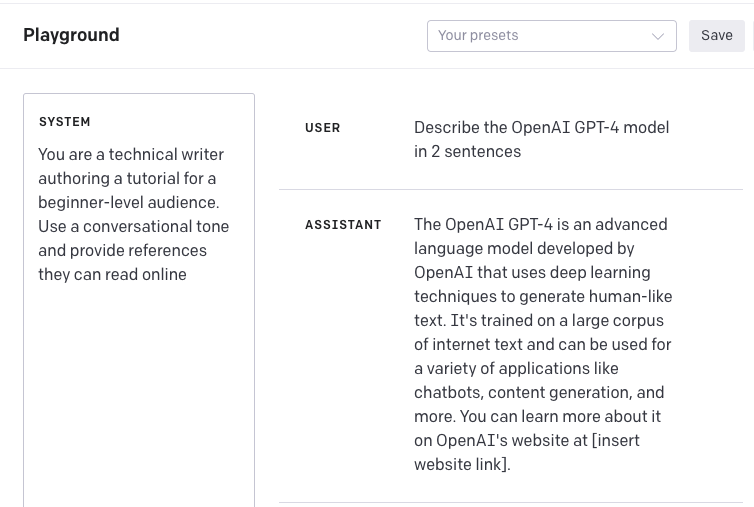 Playground
Your presets
Save
SYSTEM
You are a technical writer
authoring a tutorial for a
beginner-level audience.
Use a conversational tone
and provide references
they can read online
USER
Describe the OpenAI GPT-4 model
in 2 sentences
ASSISTANT
The OpenAI GPT-4 is an advanced
language model developed by
OpenAI that uses deep learning
techniques to generate human-like
text. It's trained on a large corpus
of internet text and can be used for
a variety of applications like
chatbots, content generation, and
more. You can learn more about it
on OpenAI's website at [insert
website link].